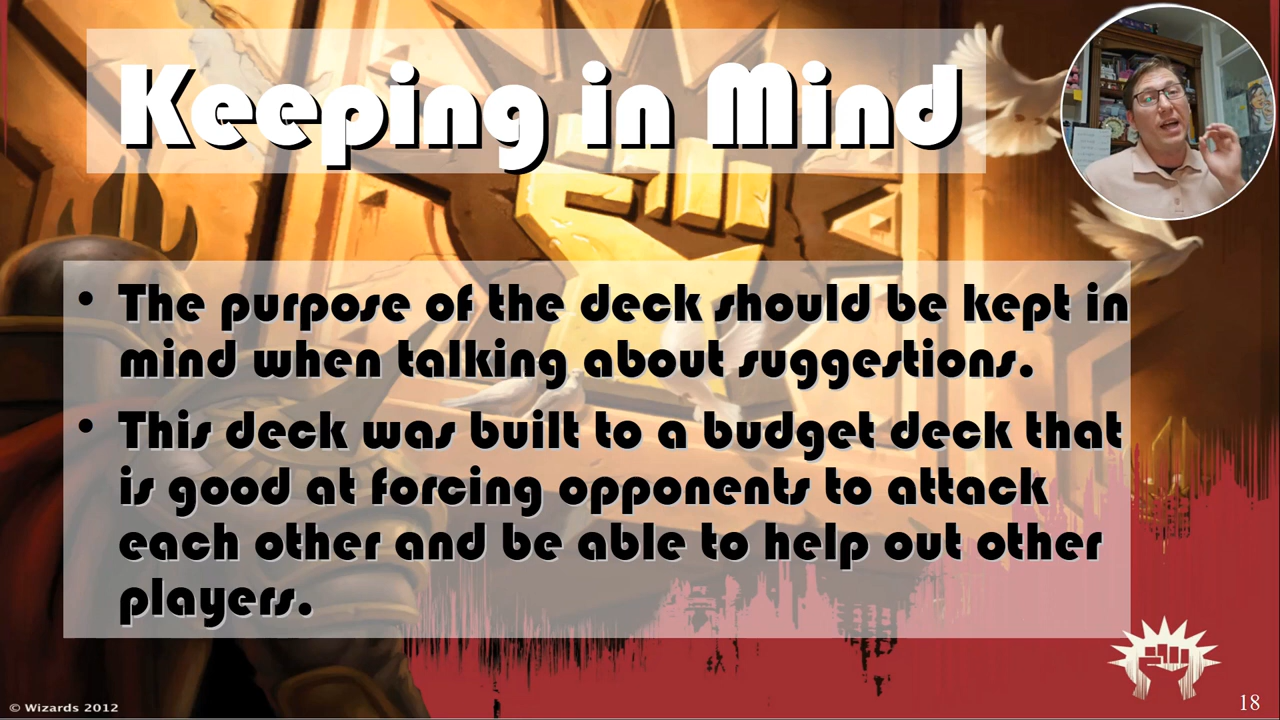 Keeping in Mind
• The purpose of the deck should be kept in
mind when talking about suggestions.
• This deck was built to a budget deck that
is good at forcing opponents to attack
each other and be able to help out other
players.
© Wizards 2012
18